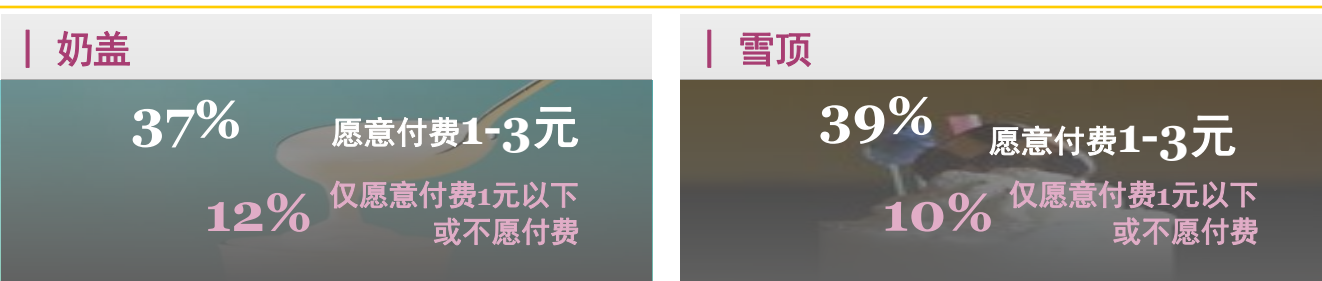 奶盖
37% 愿意付费1-3元
12% 仅愿意付费1元以下
或不愿付费
雪顶
39% 愿意付费1-3元
10% 仅愿意付费1元以下
或不愿付费